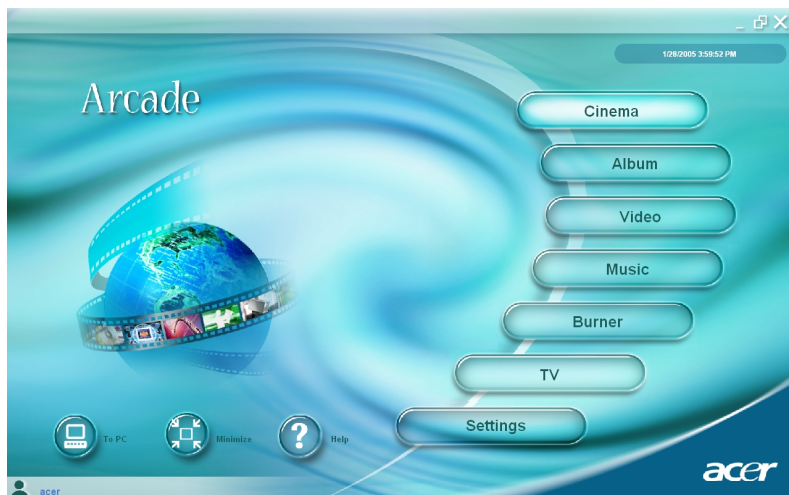 1/28/2005 3:59:52 PM
Arcade
Cinema
Album
Video
Music
Burner
TV
Settings
To PC
Minimize
Help
acer
acer